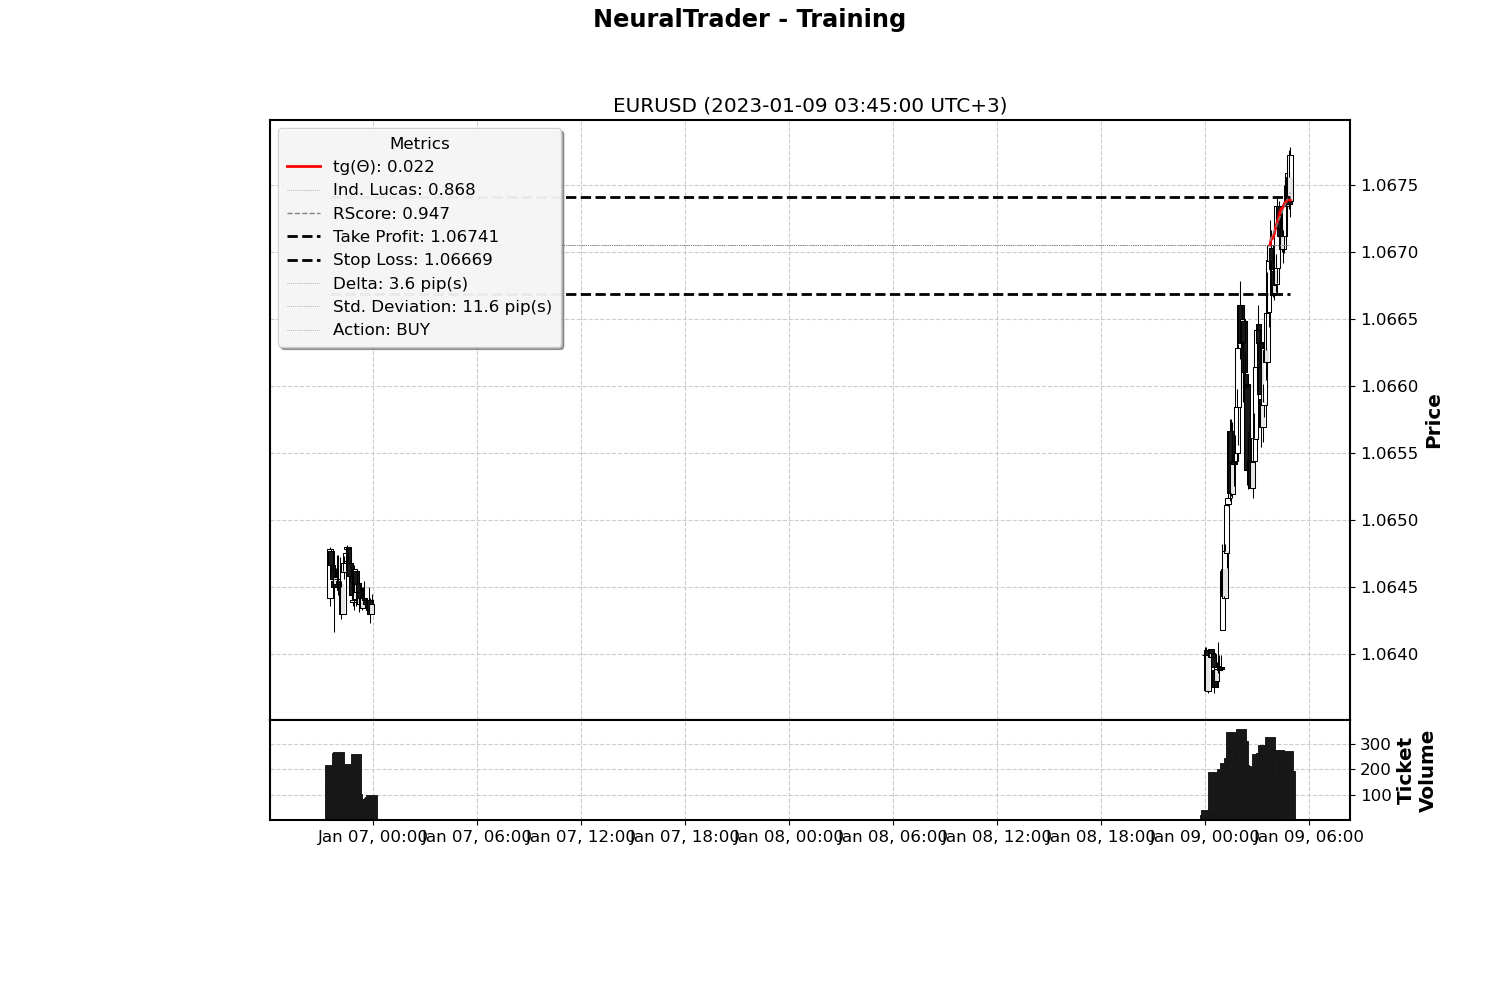 NeuralTrader - Training
EURUSD (2023-01-09 03:45:00 UTC+3)
Metrics
tg(Θ): 0.022
Ind. Lucas: 0.868
RScore: 0.947
Take Profit: 1.06741
Stop Loss: 1.06669
Delta: 3.6 pip(s)
Std. Deviation: 11.6 pip(s)
Action: BUY
1.0675
1.0670
1.0665
1.0660
1.0655
1.0650
1.0645
1.0640
Price
300
200
100
Ticket
Volume
Jan 07, 00:00
Jan 07, 06:00
Jan 07, 12:00
Jan 07, 18:00
Jan 08, 00:00
Jan 08, 06:00
Jan 08, 12:00
Jan 08, 18:00
Jan 09, 00:00
Jan 09, 06:00